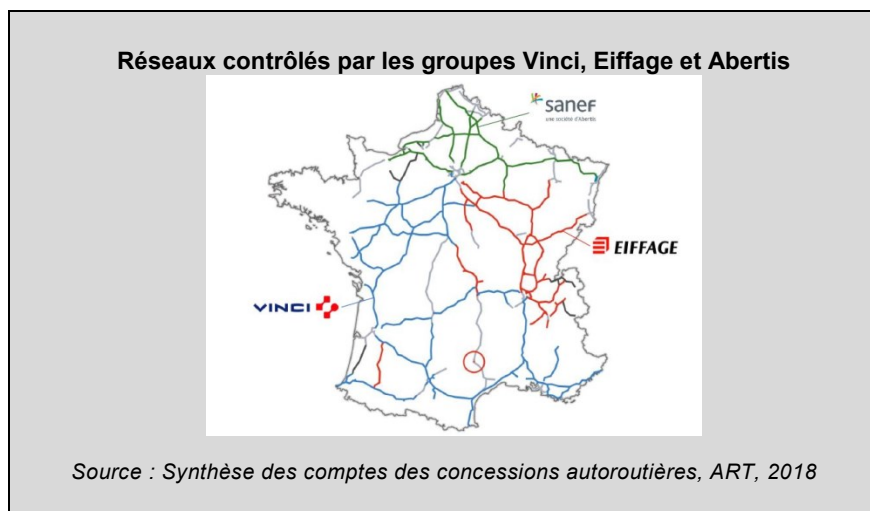 Réseaux contrôlés par les groupes Vinci, Eiffage et Abertis
sanef
une société d'Abertis
EIFFAGE
VINCI
Source : Synthèse des comptes des concessions autoroutières, ART, 2018